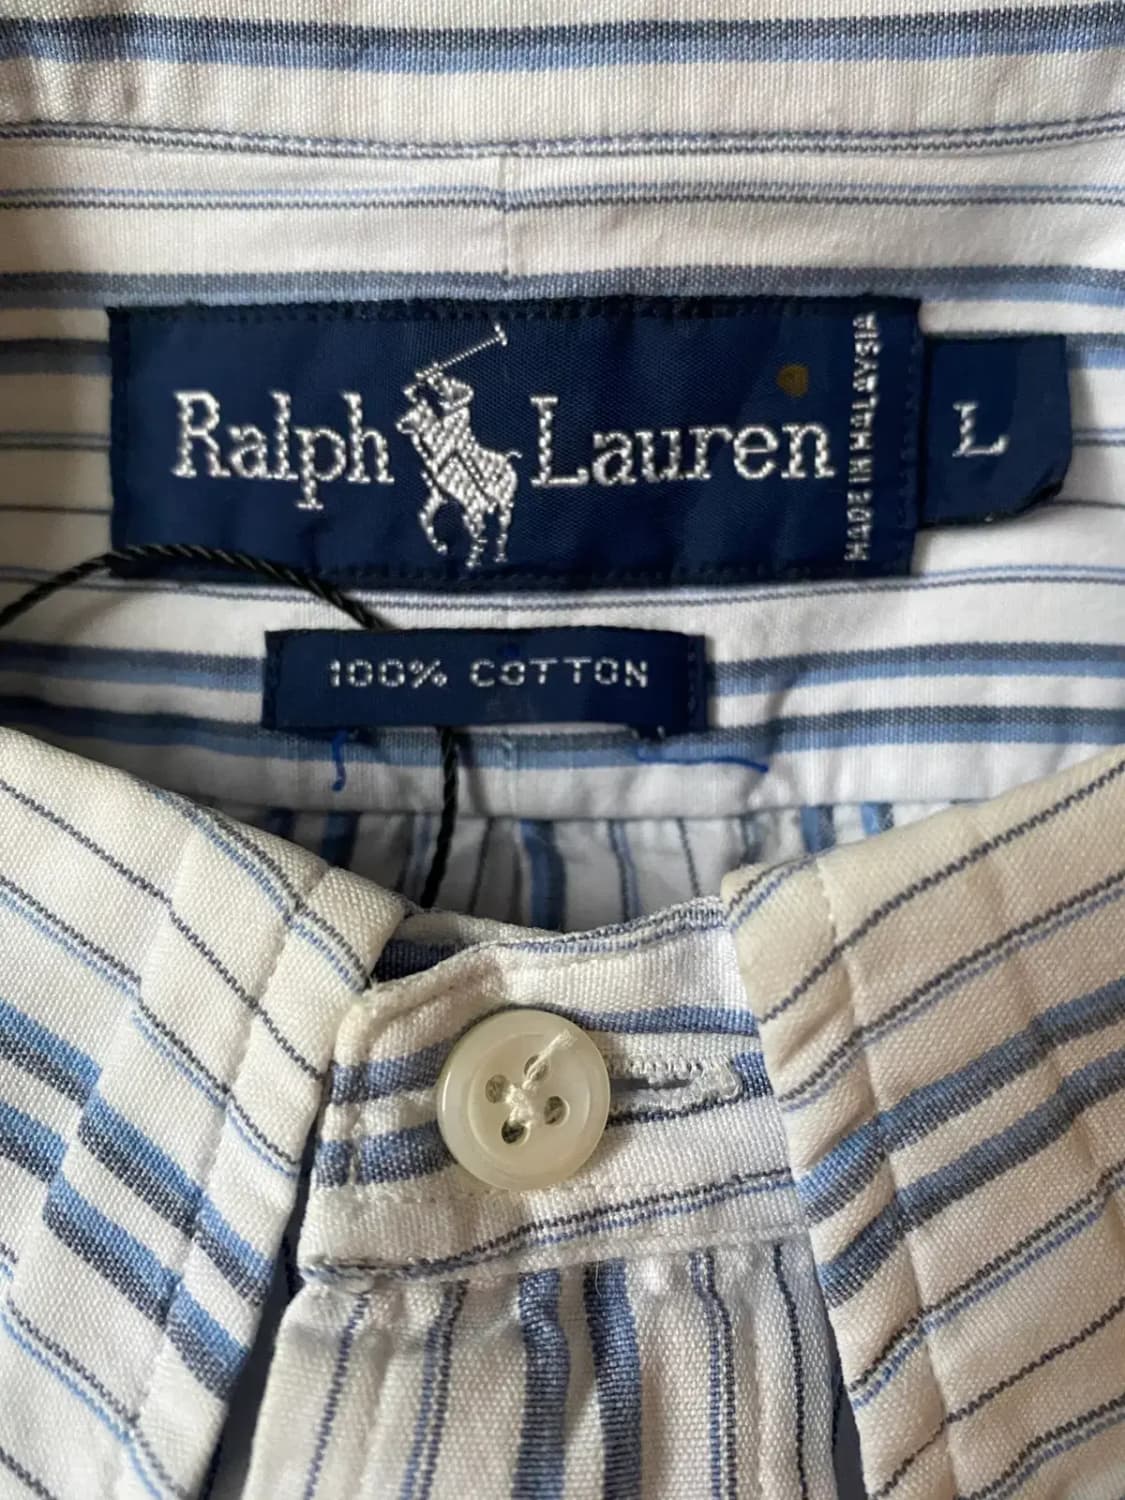 Ralph Lauren
MADE IN MALAYSIA
L
100% COTTON